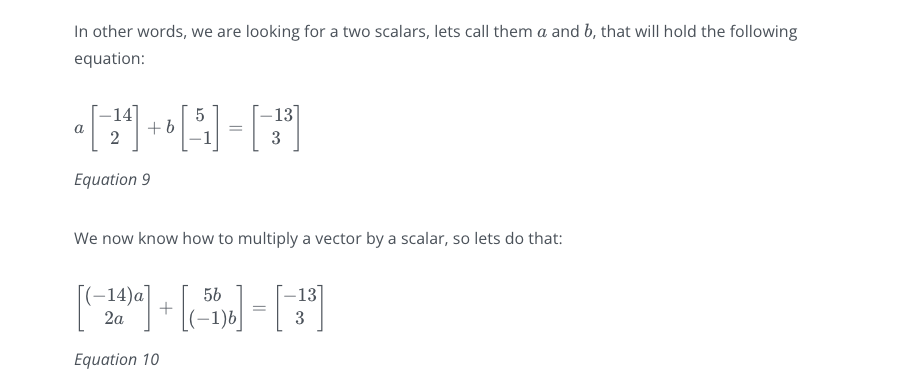 In other words, we are looking for a two scalars, lets call them a and b, that will hold the following
equation:
a [−14 2] + b [5 −1] = [−13 3]
Equation 9
We now know how to multiply a vector by a scalar, so lets do that:
[(−14)a 2a] + [5b (−1)b] = [−13 3]
Equation 10